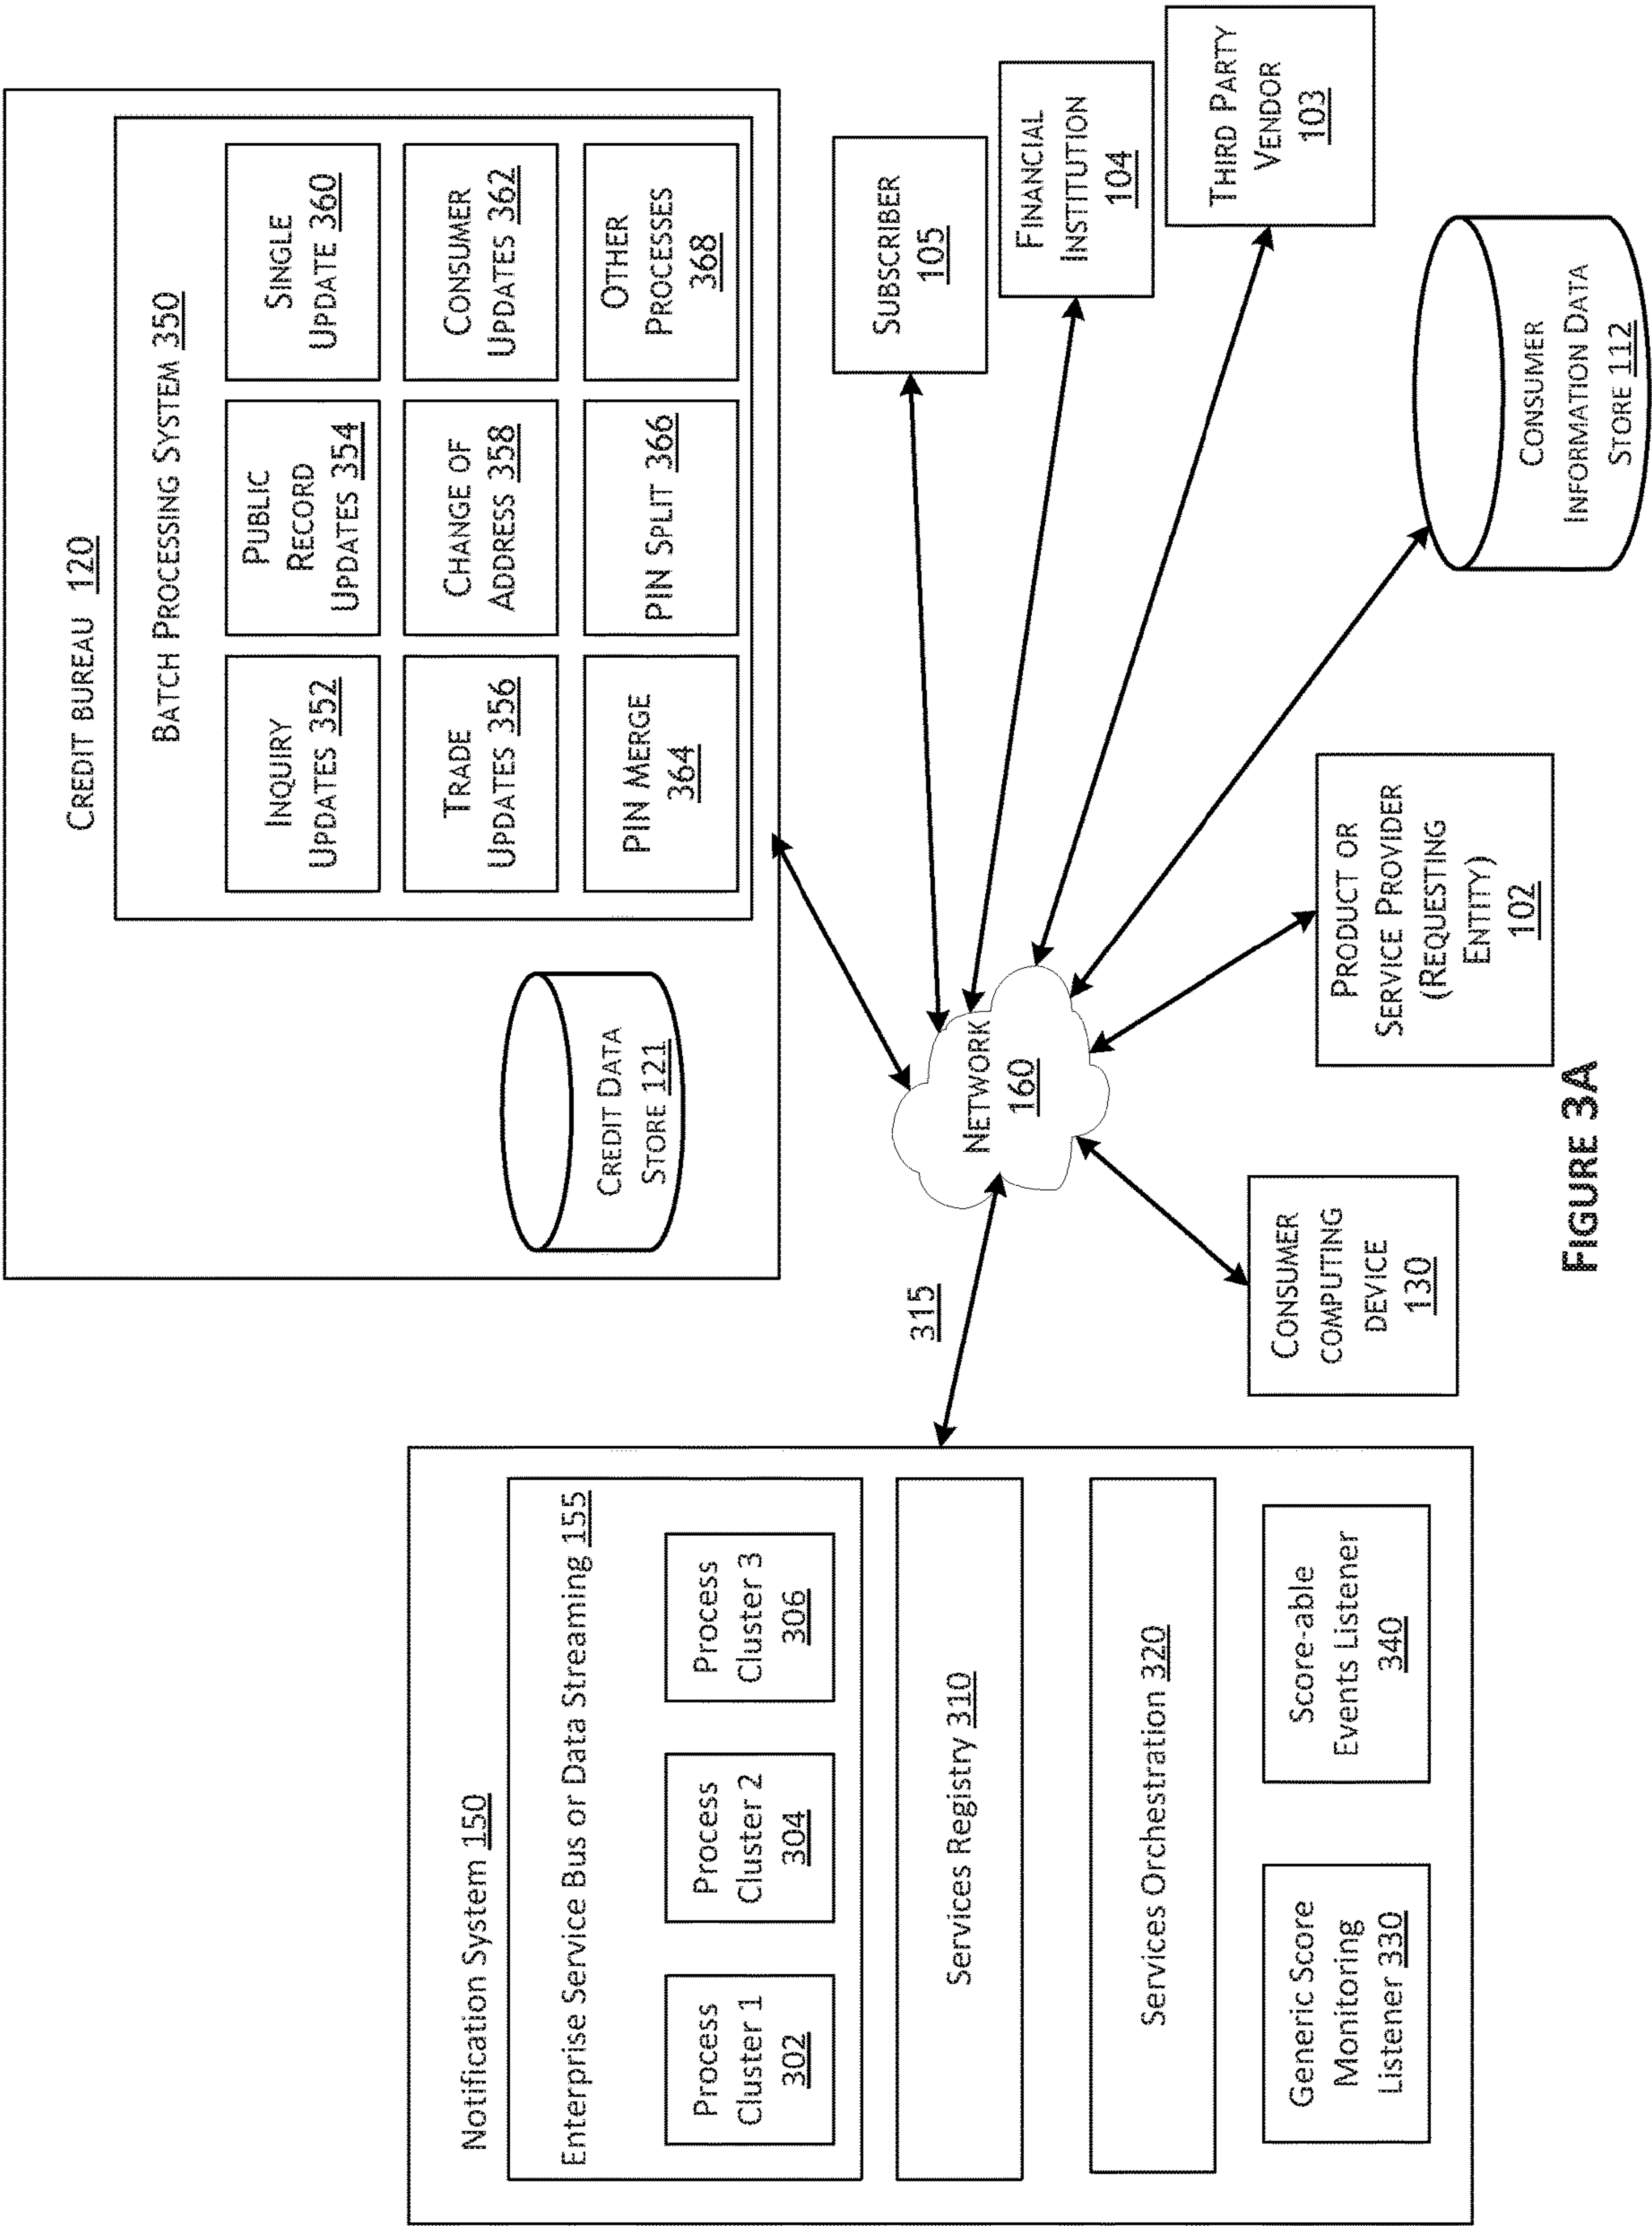 Notification System 150
Enterprise Service Bus or Data Streaming 155
Process
Cluster 1
302
Process
Cluster 2
304
Process
Cluster 3
306
Services Registry 310
Services Orchestration 320
Generic Score
Monitoring
Listener 330
Score-able
Events Listener
340
315
CREDIT BUREAU 120
CREDIT DATA
STORE 121
BATCH PROCESSING SYSTEM 350
INQUIRY
UPDATES 352
PUBLIC
RECORD
UPDATES 354
SINGLE
UPDATE 360
TRADE
UPDATES 356
CHANGE OF
ADDRESS 358
CONSUMER
UPDATES 362
PIN MERGE
364
PIN SPLIT 366
OTHER
PROCESSES
368
NETWORK
160
SUBSCRIBER
105
FINANCIAL
INSTITUTION
104
THIRD PARTY
VENDOR
103
CONSUMER
INFORMATION DATA
STORE 112
PRODUCT OR
SERVICE PROVIDER
(REQUESTING
ENTITY)
102
CONSUMER
COMPUTING
DEVICE
130
FIGURE 3A